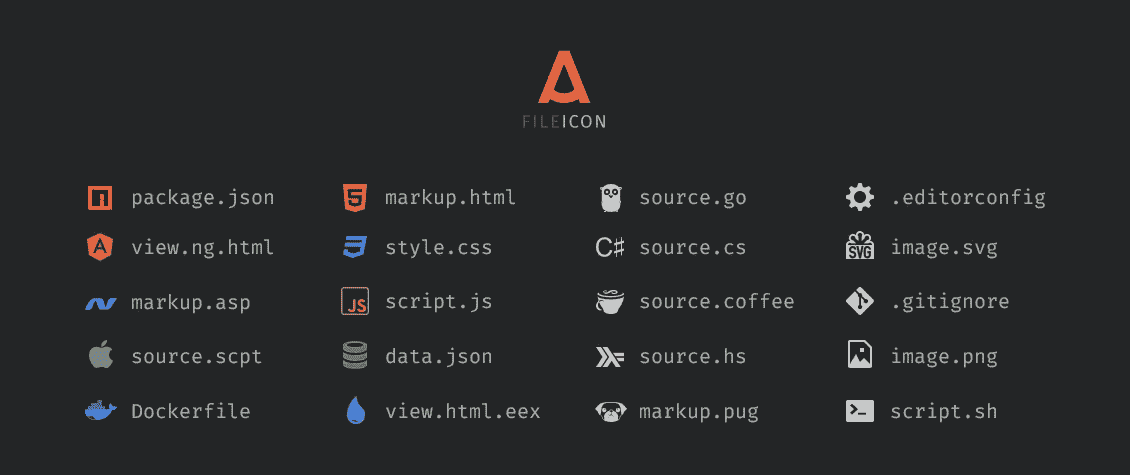 FILEICON
package.json
markup.html
source.go
.editorconfig
view.ng.html
style.css
C# source.cs
SVG image.svg
markup.asp
JS script.js
source.coffee
.gitignore
source.scpt
data.json
source.hs
image.png
Dockerfile
view.html.eex
markup.pug
script.sh